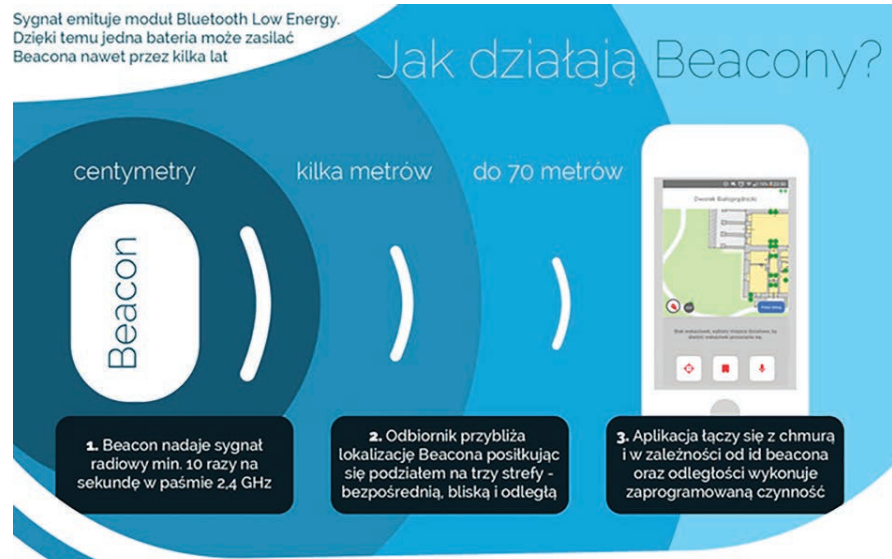 Sygnał emituje moduł Bluetooth Low Energy.
Dzięki temu jedna bateria może zasilać
Beacona nawet przez kilka lat
Jak działają Beacony?
centymetry
kilka metrów
do 70 metrów
Beacon
Dworek Białoprądnicki
1. Beacon nadaje sygnał
radiowy min. 10 razy na
sekundę w paśmie 2,4 GHz
2. Odbiornik przybliża
lokalizację Beacona posiłkując
się podziałem na trzy strefy -
bezpośrednią, bliską i odległą
3. Aplikacja łączy się z chmurą
i w zależności od id beacona
oraz odległości wykonuje
zaprogramowaną czynność